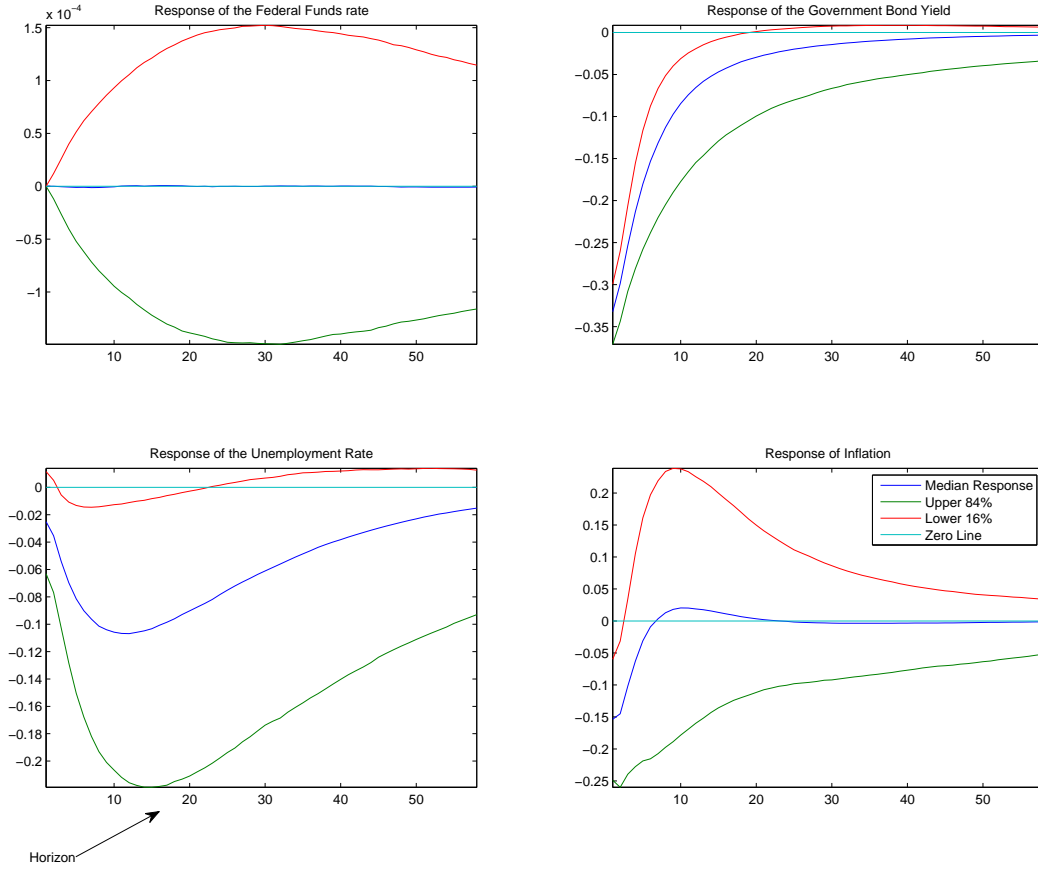 Response of the Federal Funds rate
x 10⁻⁴
1.5
1
0.5
0
−0.5
−1
10 20 30 40 50
Response of the Government Bond Yield
0
−0.05
−0.1
−0.15
−0.2
−0.25
−0.3
−0.35
10 20 30 40 50
Response of the Unemployment Rate
0
−0.02
−0.04
−0.06
−0.08
−0.1
−0.12
−0.14
−0.16
−0.18
−0.2
10 20 30 40 50
Horizon
Response of Inflation
0.2
0.15
0.1
0.05
0
−0.05
−0.1
−0.15
−0.2
−0.25
10 20 30 40 50
Median Response
Upper 84%
Lower 16%
Zero Line